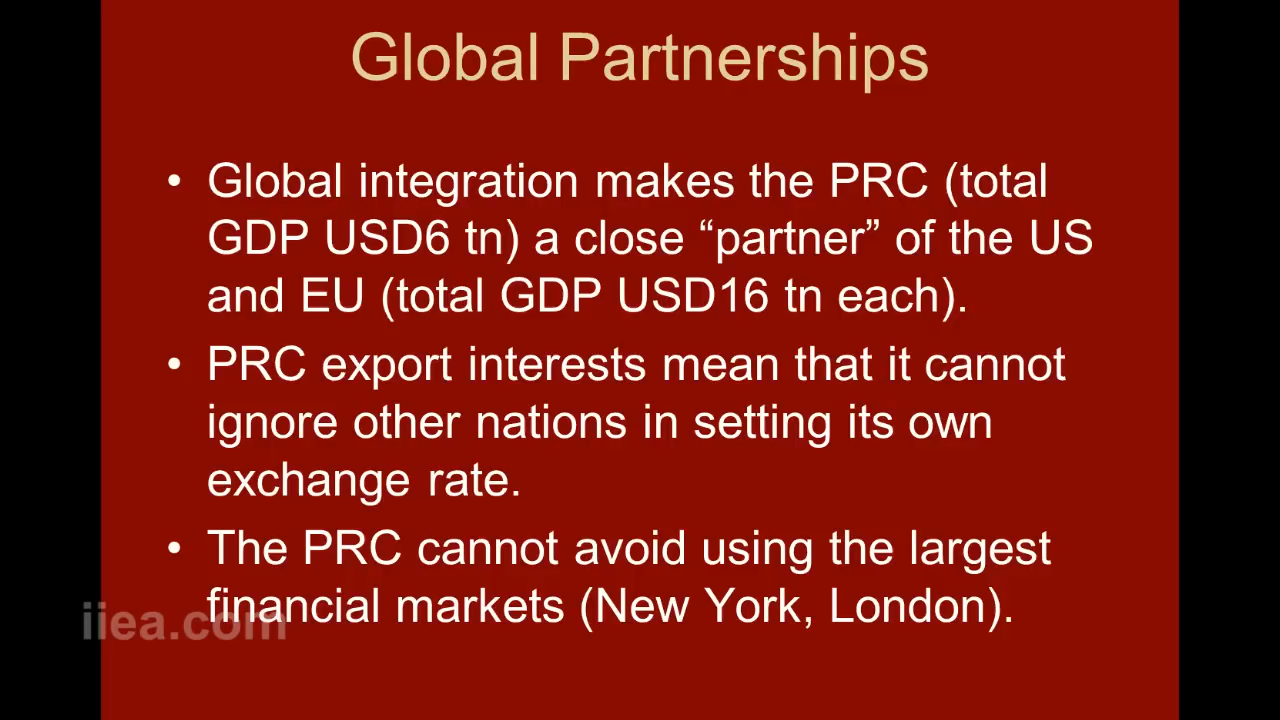 Global Partnerships
• Global integration makes the PRC (total
GDP USD6 tn) a close “partner” of the US
and EU (total GDP USD16 tn each).
• PRC export interests mean that it cannot
ignore other nations in setting its own
exchange rate.
• The PRC cannot avoid using the largest
financial markets (New York, London).
iiea.com